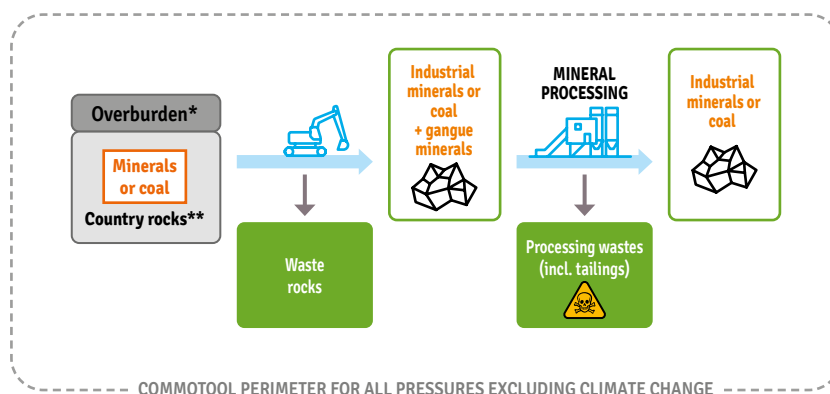 Overburden*
Minerals
or coal
Country rocks**
Waste
rocks
Industrial
minerals or
coal
+ gangue
minerals
MINERAL
PROCESSING
Processing wastes
(incl. tailings)
Industrial
minerals or
coal
COMMOTOOL PERIMETER FOR ALL PRESSURES EXCLUDING CLIMATE CHANGE